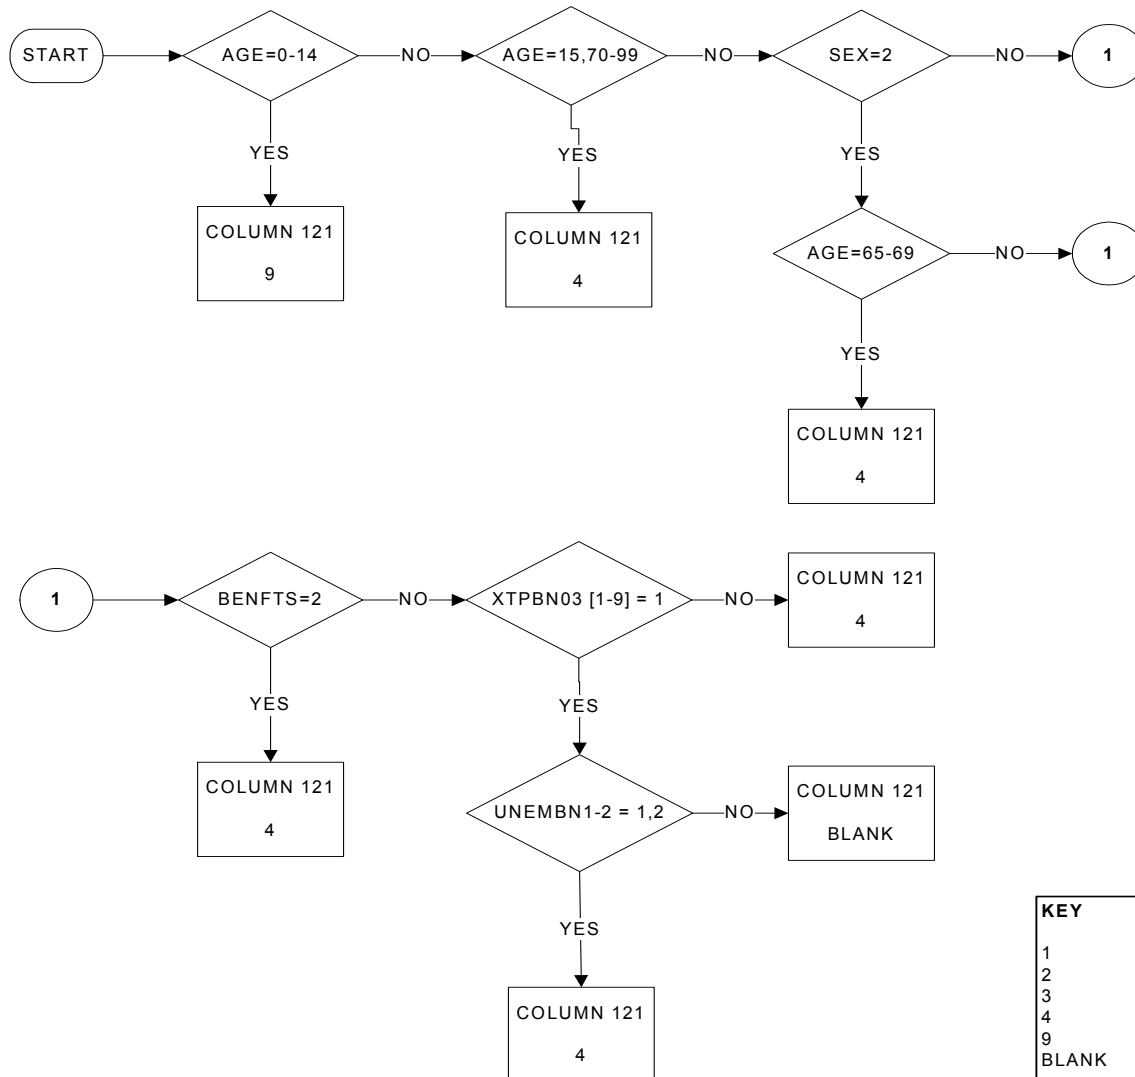 START
AGE=0-14
NO
AGE=15,70-99
NO
SEX=2
NO
1
YES
YES
YES
COLUMN 121
9
COLUMN 121
4
AGE=65-69
NO
1
YES
COLUMN 121
4
1
BENFTS=2
NO
XTPBN03 [1-9] = 1
NO
COLUMN 121
4
YES
YES
COLUMN 121
4
UNEMBN1-2 = 1,2
NO
COLUMN 121
BLANK
YES
COLUMN 121
4
KEY
1
2
3
4
9
BLANK